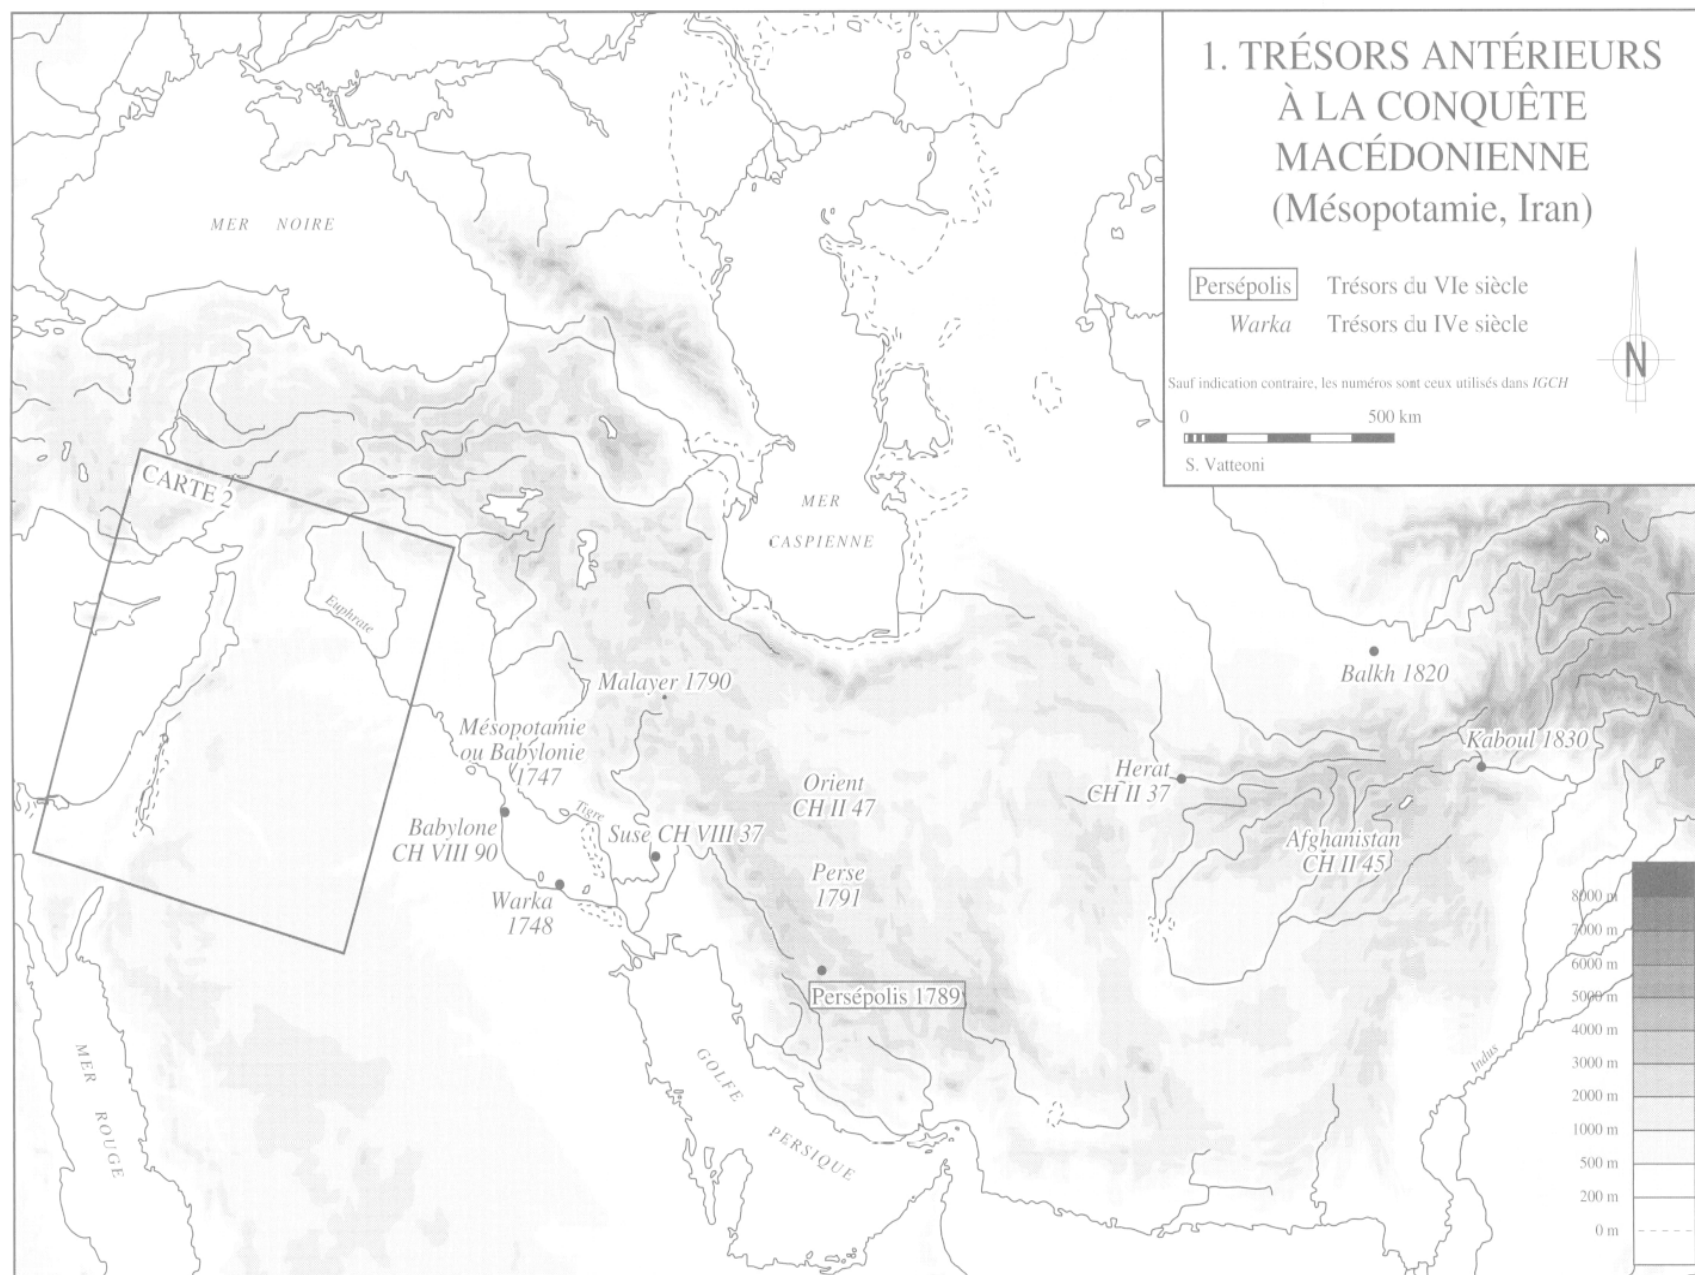 1. TRÉSORS ANTÉRIEURS
À LA CONQUÊTE
MACÉDONIENNE
(Mésopotamie, Iran)
Persépolis Trésors du VIe siècle
Warka Trésors du IVe siècle
Sauf indication contraire, les numéros sont ceux utilisés dans IGCH
0 500 km
S. Vatteoni
N
MER NOIRE
CARTE 2
MER
CASPIENNE
Euphrate
Malayer 1790
Balkh 1820
Mésopotamie
ou Babylonie
1747
Kaboul 1830
Herat
CH II 37
Orient
CH II 47
Tigre
Babylone
CH VIII 90
Suse CH VIII 37
Afghanistan
CH II 45
Perse
1791
Warka
1748
Persépolis 1789
MER ROUGE
GOLFE
PERSIQUE
Indus
8000 m
7000 m
6000 m
5000 m
4000 m
3000 m
2000 m
1000 m
500 m
200 m
0 m